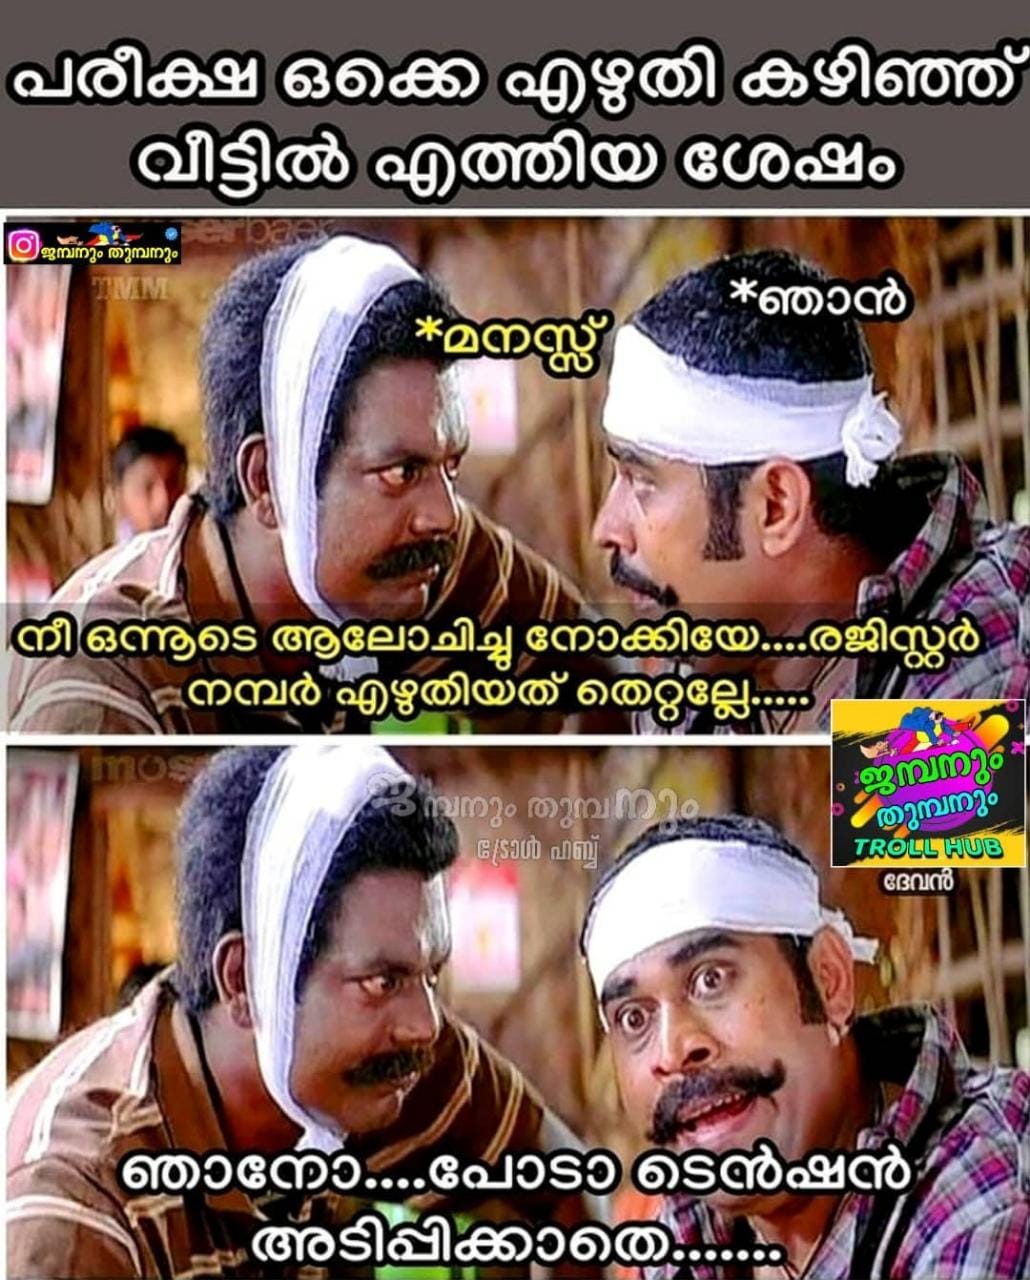 പരീക്ഷ ഒക്കെ എഴുതി കഴിഞ്ഞ്
വീട്ടിൽ എത്തിയ ശേഷം
ജമ്പനും തുമ്പനും
TMM
*മനസ്സ്
*ഞാൻ
നീ ഒന്നൂടെ ആലോചിച്ചു നോക്കിയേ....രജിസ്റ്റർ
നമ്പർ എഴുതിയത് തെറ്റല്ലേ.....
ജമ്പനും തുമ്പനും
ട്രോൾ ഹബ്ബ്
ജമ്പനും
തുമ്പനും
TROLL HUB
ദേവൻ
ഞാനോ....പോടാ ടെൻഷൻ
അടിപ്പിക്കാതെ.......